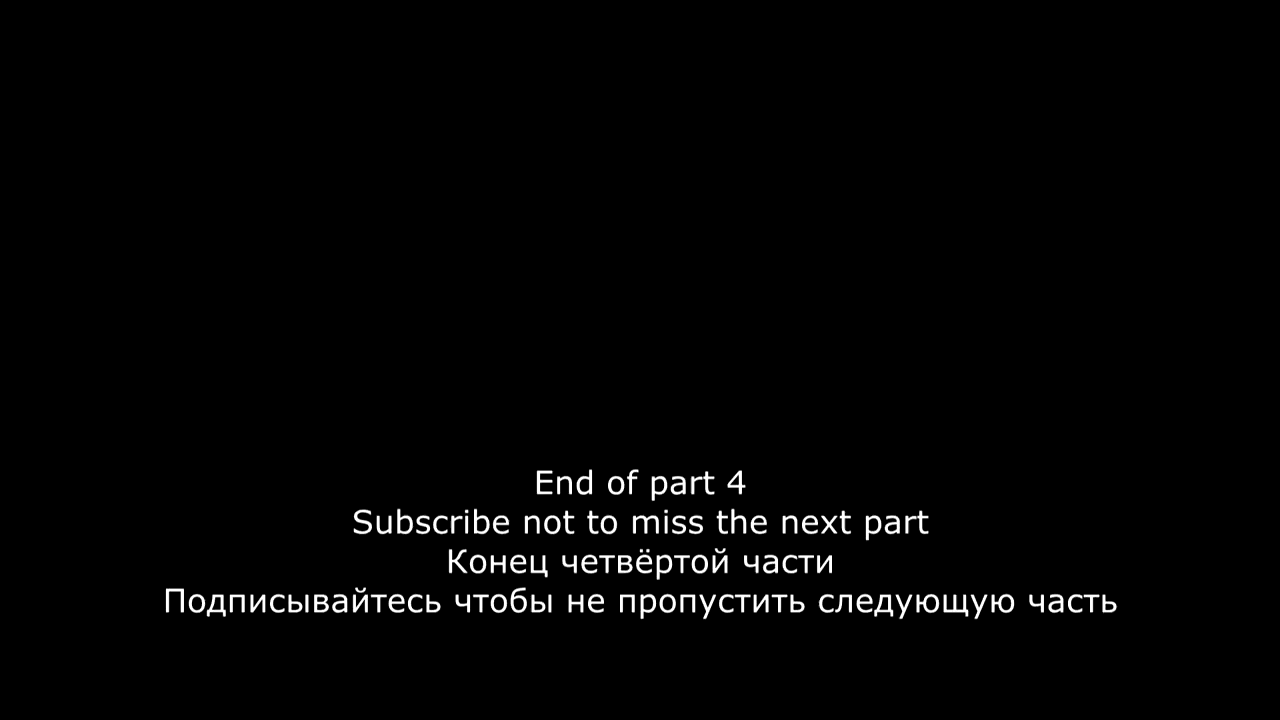 End of part 4
Subscribe not to miss the next part
Конец четвёртой части
Подписывайтесь чтобы не пропустить следующую часть